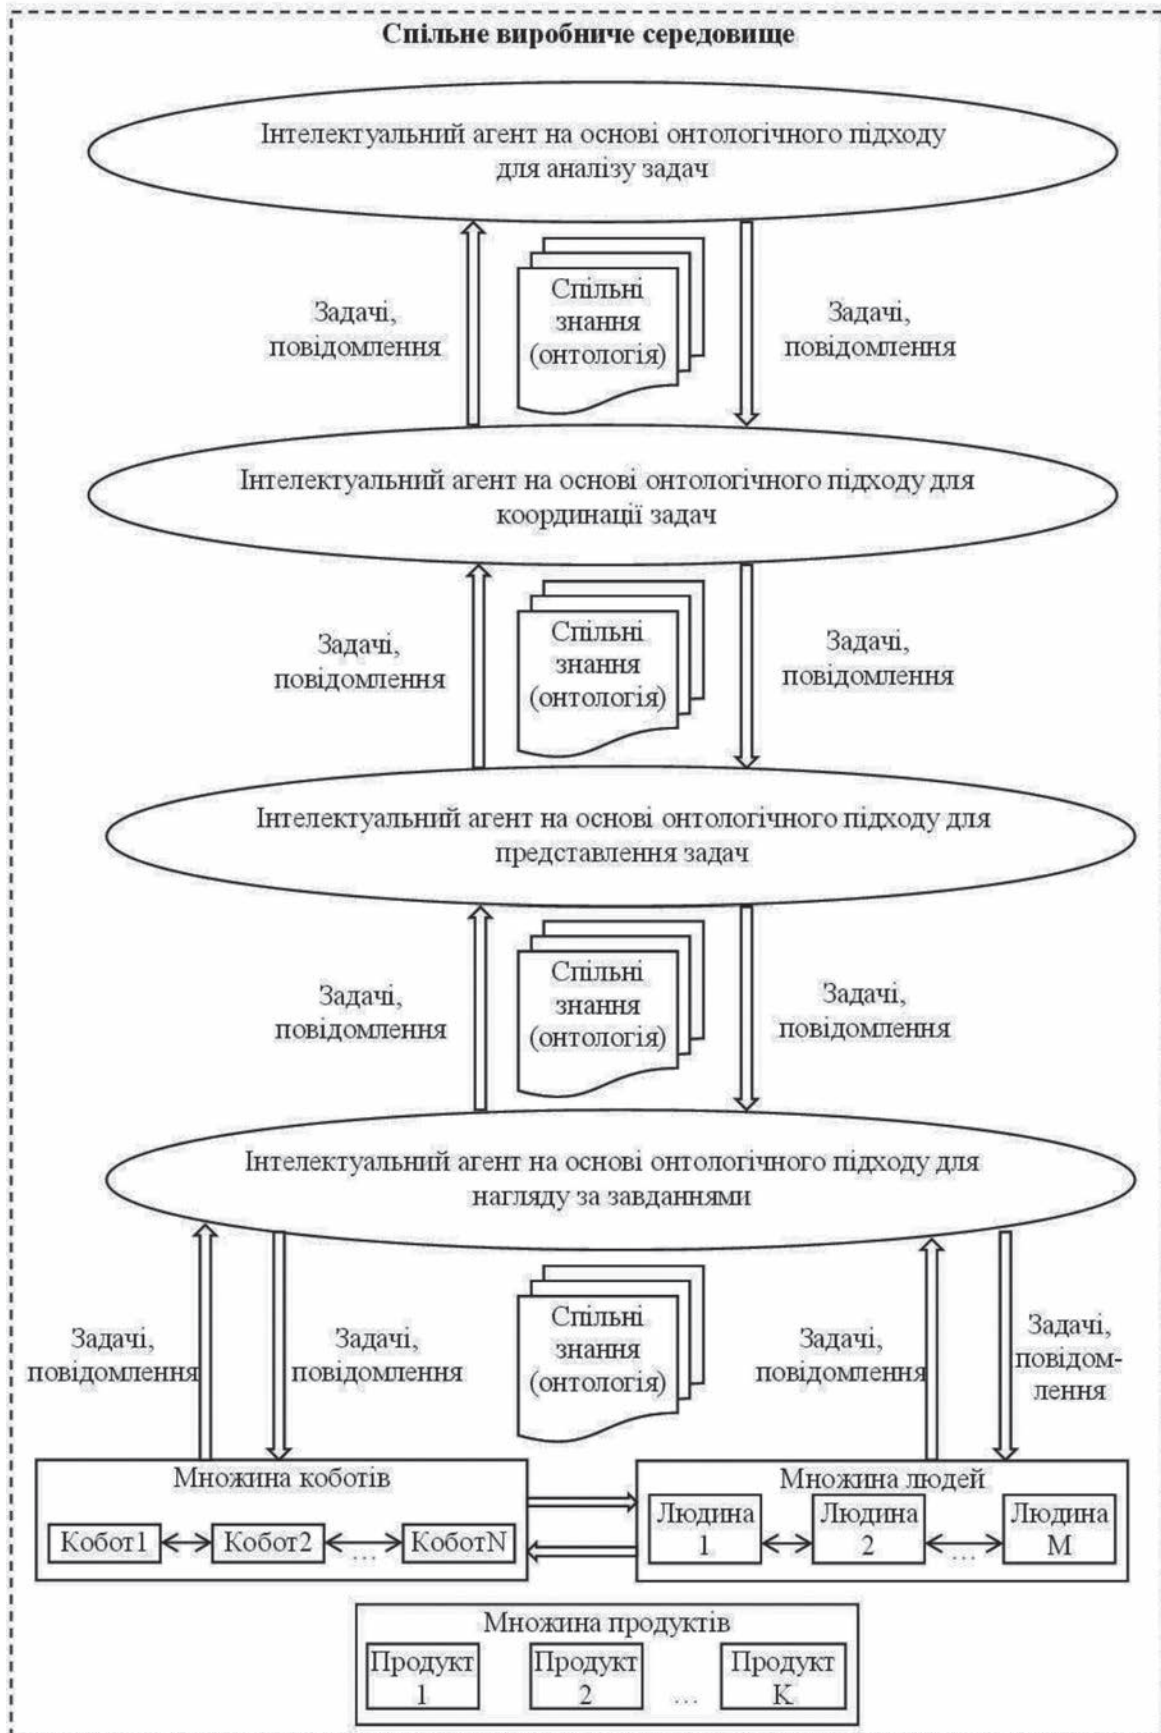 Спільне виробниче середовище
Інтелектуальний агент на основі онтологічного підходу
для аналізу задач
Задачі,
повідомлення
Спільні
знання
(онтологія)
Задачі,
повідомлення
Інтелектуальний агент на основі онтологічного підходу для
координації задач
Задачі,
повідомлення
Спільні
знання
(онтологія)
Задачі,
повідомлення
Інтелектуальний агент на основі онтологічного підходу для
представлення задач
Задачі,
повідомлення
Спільні
знання
(онтологія)
Задачі,
повідомлення
Інтелектуальний агент на основі онтологічного підходу для
нагляду за завданнями
Задачі,
повідомлення
Задачі,
повідомлення
Спільні
знання
(онтологія)
Задачі,
повідомлення
Задачі,
повідом-
лення
Множина коботів
Кобот1
Кобот2
...
КоботN
Множина людей
Людина
1
Людина
2
...
Людина
M
Множина продуктів
Продукт
1
Продукт
2
...
Продукт
K